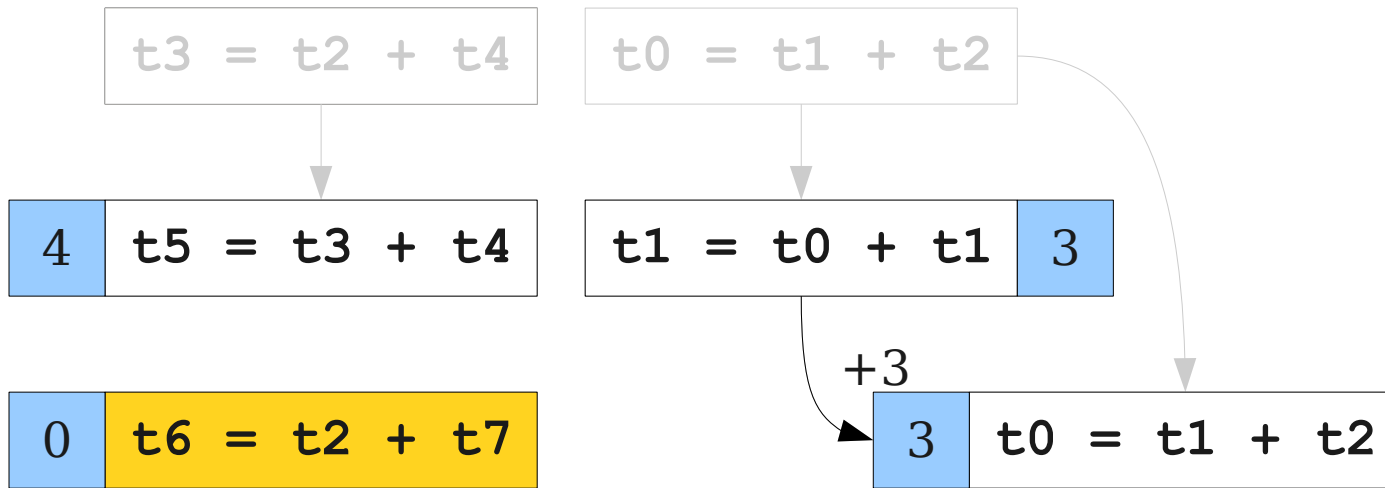 t3 = t2 + t4
t0 = t1 + t2
4 t5 = t3 + t4
t1 = t0 + t1 3
+3
0 t6 = t2 + t7
3 t0 = t1 + t2